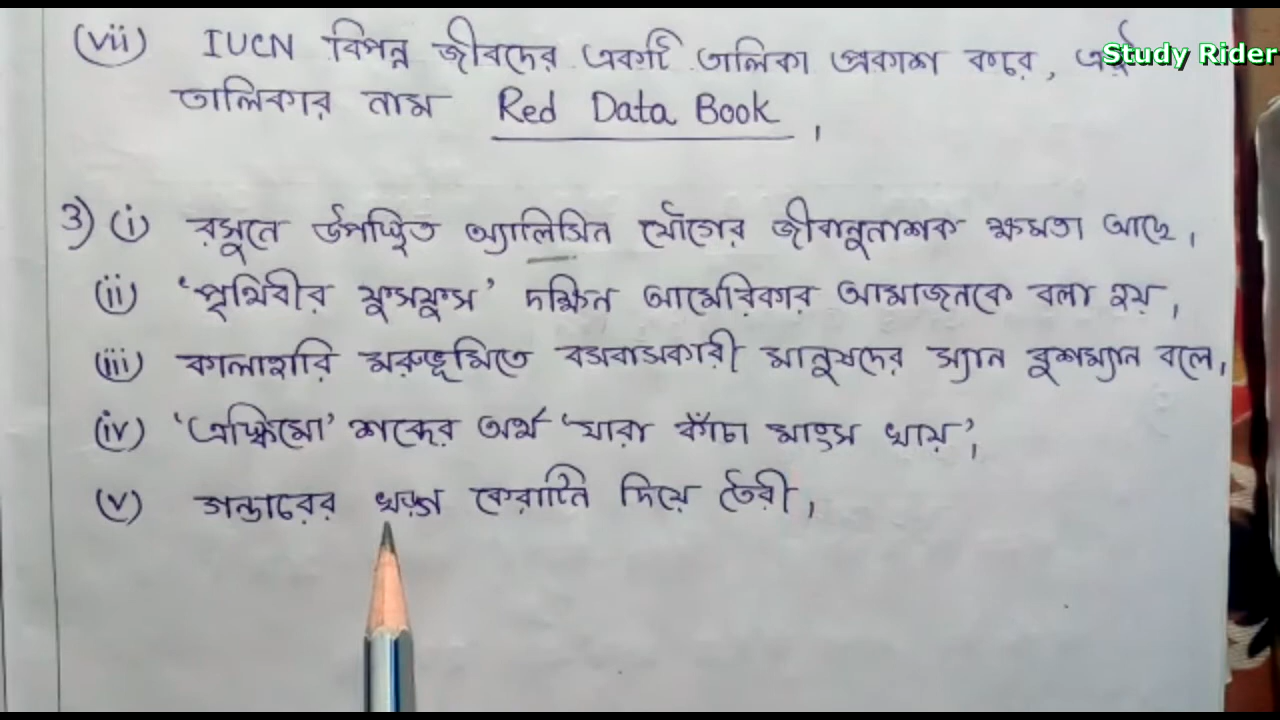 (vii) IUCN বিপন্ন জীবদের একটি তালিকা প্রকাশ করে, এই
Study Rider
তালিকার নাম Red Data Book ।
3) (i) রসুনে উপস্থিত অ্যালিসিন যৌগের জীবানুনাশক ক্ষমতা আছে।
(ii) 'পৃথিবীর ফুসফুস' দক্ষিন আমেরিকার আমাজনকে বলা হয়।
(iii) কালাহারি মরুভূমিতে বসবাসকারী মানুষদের স্যান বুশম্যান বলে।
(iv) 'এস্কিমো' শব্দের অর্থ 'যারা কাঁচা মাংস খায়'।
(v) গন্ডারের খড়্গ কেরাটিন দিয়ে তৈরী।